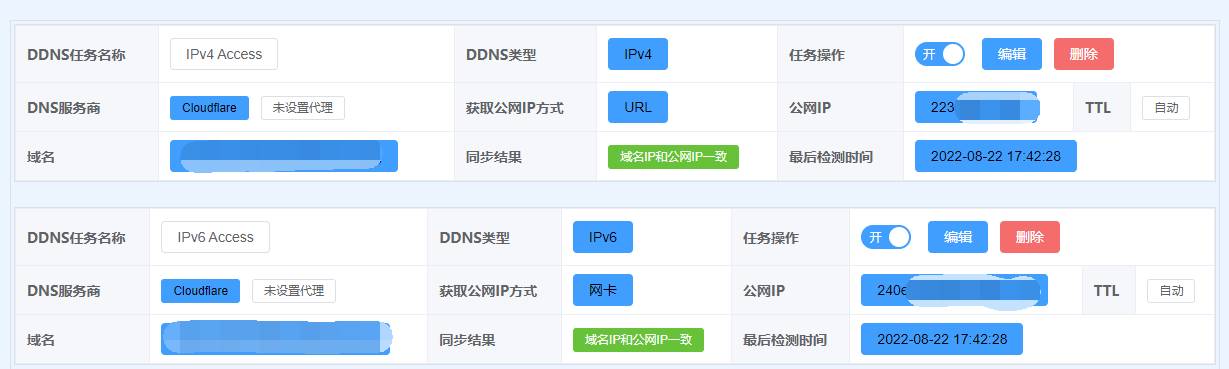 DDNS任务名称 IPv4 Access DDNS类型 IPv4 任务操作 开 编辑 删除
DNS服务商 Cloudflare 未设置代理 获取公网IP方式 URL 公网IP 223 TTL 自动
域名 同步结果 域名IP和公网IP一致 最后检测时间 2022-08-22 17:42:28
DDNS任务名称 IPv6 Access DDNS类型 IPv6 任务操作 开 编辑 删除
DNS服务商 Cloudflare 未设置代理 获取公网IP方式 网卡 公网IP 240e TTL 自动
域名 同步结果 域名IP和公网IP一致 最后检测时间 2022-08-22 17:42:28